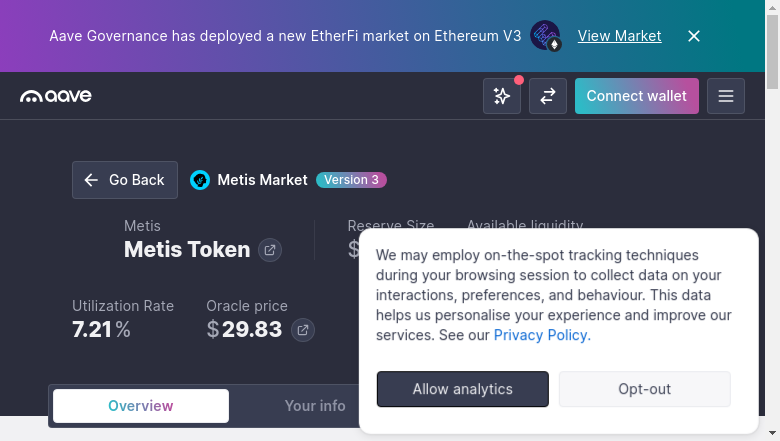 Aave Governance has deployed a new EtherFi market on Ethereum V3 View Market
aave
Connect wallet
Go Back
Metis Market
Version 3
Metis
Metis Token
Reserve Size
$
Available liquidity
Utilization Rate
7.21 %
Oracle price
$ 29.83
We may employ on-the-spot tracking techniques
during your browsing session to collect data on your
interactions, preferences, and behaviour. This data
helps us personalise your experience and improve our
services. See our Privacy Policy.
Allow analytics
Opt-out
Overview
Your info